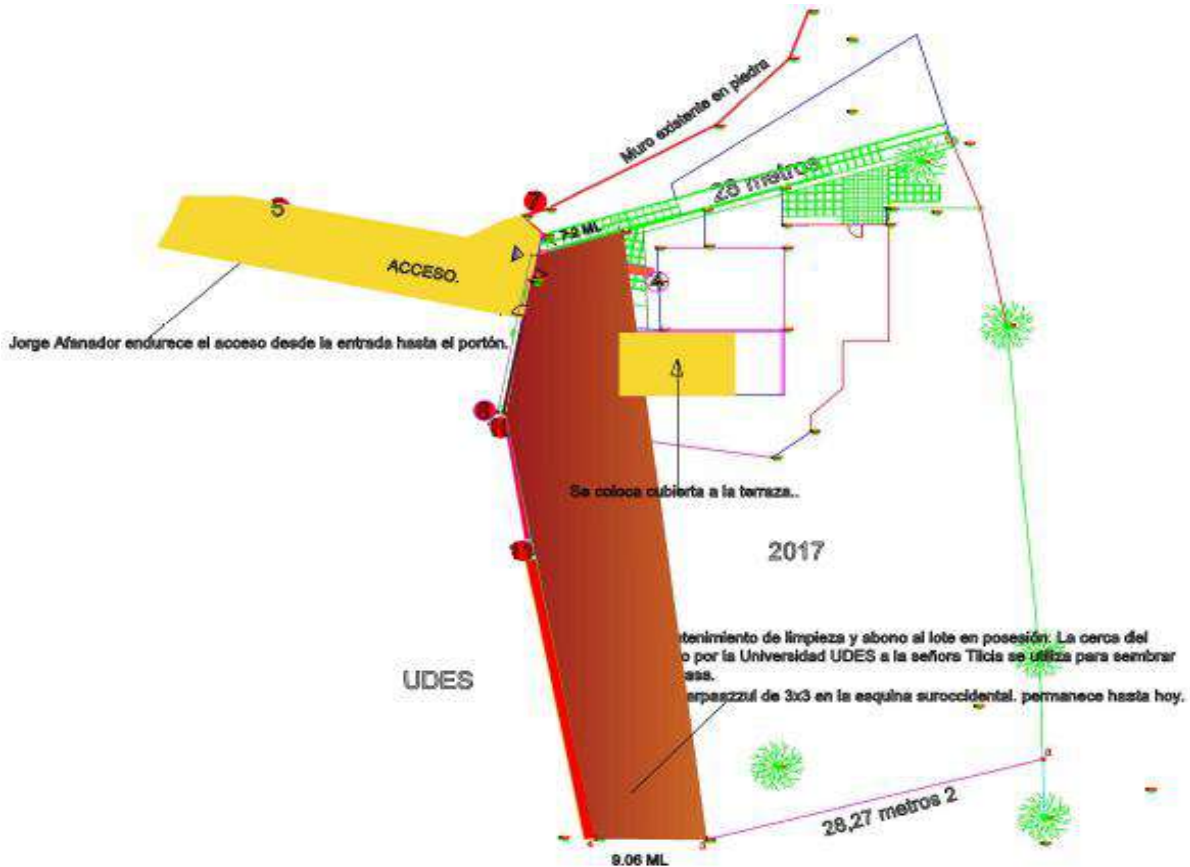 Muro existente en piedra
28 metros
7
5
7.2 ML
ACCESO.
Jorge Afanador endurece el acceso desde la entrada hasta el portón.
Se coloca cubierta a la terraza..
2017
tenimiento de limpieza y abono al lote en posesión: La cerca del
o por la Universidad UDES a la señora Tilcia se utiliza para sembrar
asa.
UDES
arpaazzul de 3x3 en la esquina suroccidental. permanece hasta hoy.
28,27 metros 2
9.06 ML